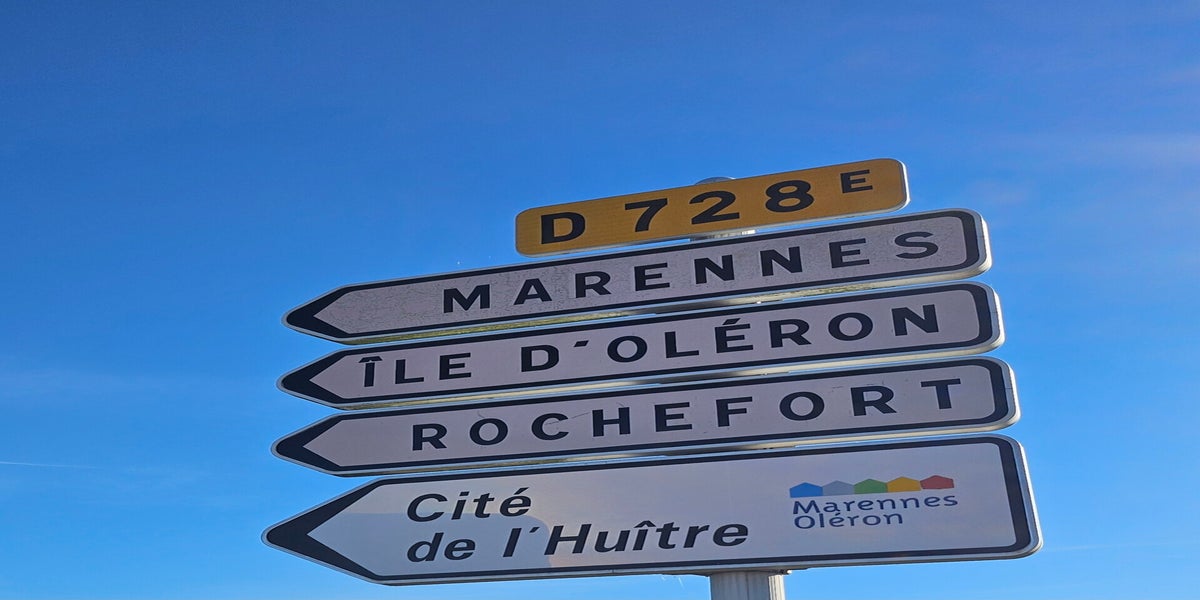 D 728 E
MARENNES
ÎLE D'OLÉRON
ROCHEFORT
Cité
de l'Huître
Marennes
Oléron